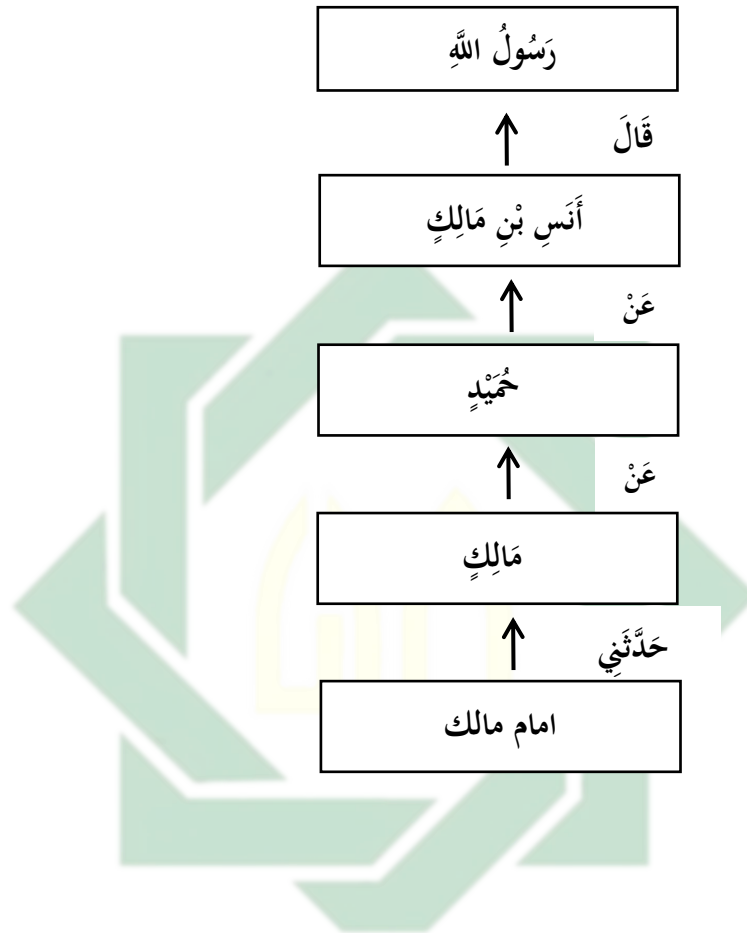 رَسُولُ اللَّهِ
قَالَ
أَنَسِ بْنِ مَالِكٍ
عَنْ
حُمَيْدٍ
عَنْ
مَالِكٍ
حَدَّثَنِي
امام مالك